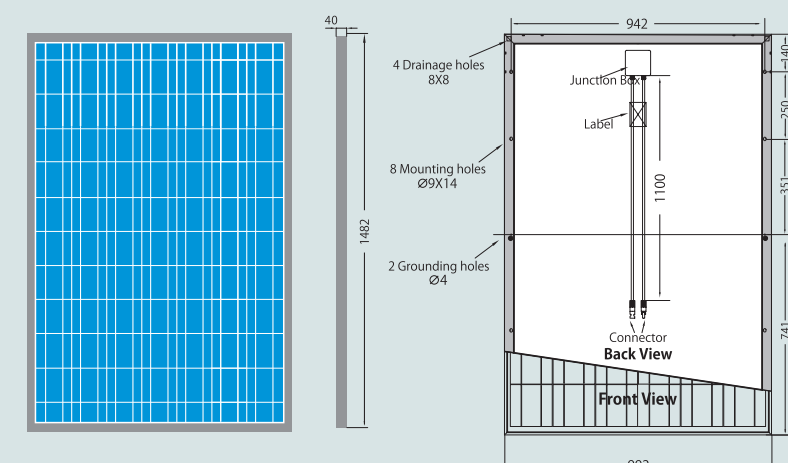 40
1482
942
4 Drainage holes
8X8
Junction Box
Label
8 Mounting holes
Ø9X14
1100
2 Grounding holes
Ø4
Connector
Back View
Front View
140
250
351
741